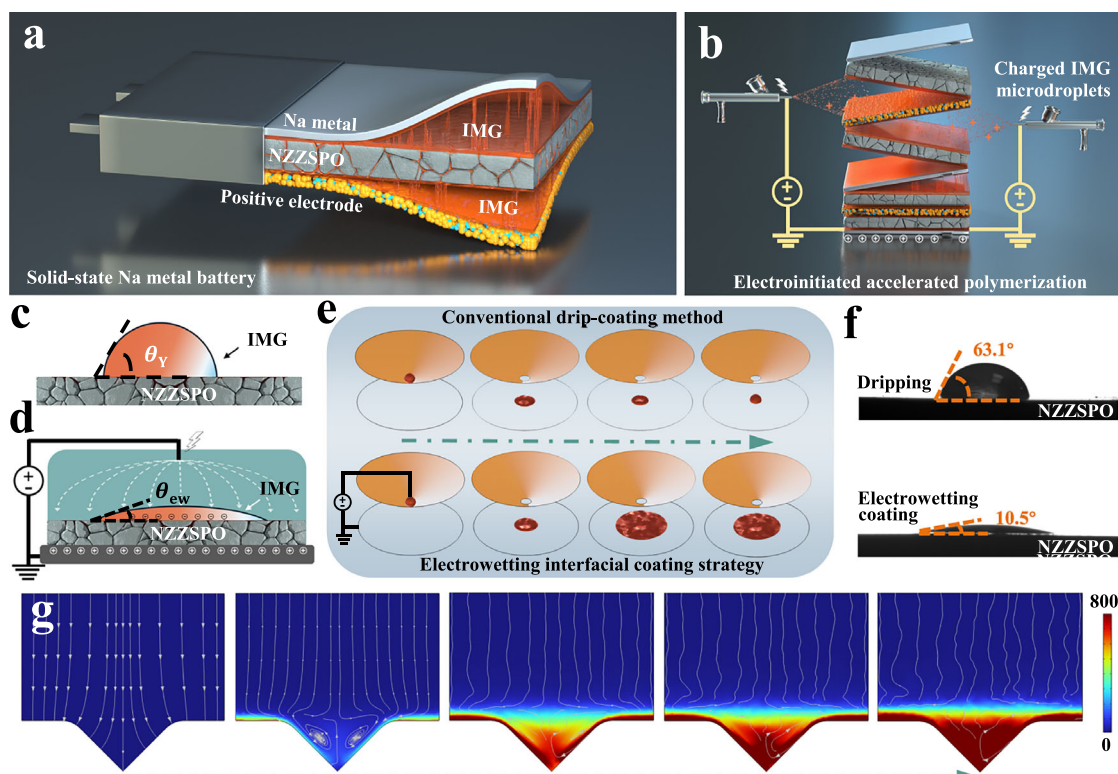 a
Na metal
IMG
NZZSPO
Positive electrode
IMG
Solid-state Na metal battery
b
Charged IMG
microdroplets
+
−
+
−
Electroinitiated accelerated polymerization
c
θY
IMG
NZZSPO
d
+
−
θew
IMG
NZZSPO
e
Conventional drip-coating method
+
−
Electrowetting interfacial coating strategy
f
63.1°
Dripping
NZZSPO
Electrowetting
coating
10.5°
NZZSPO
g
800
0